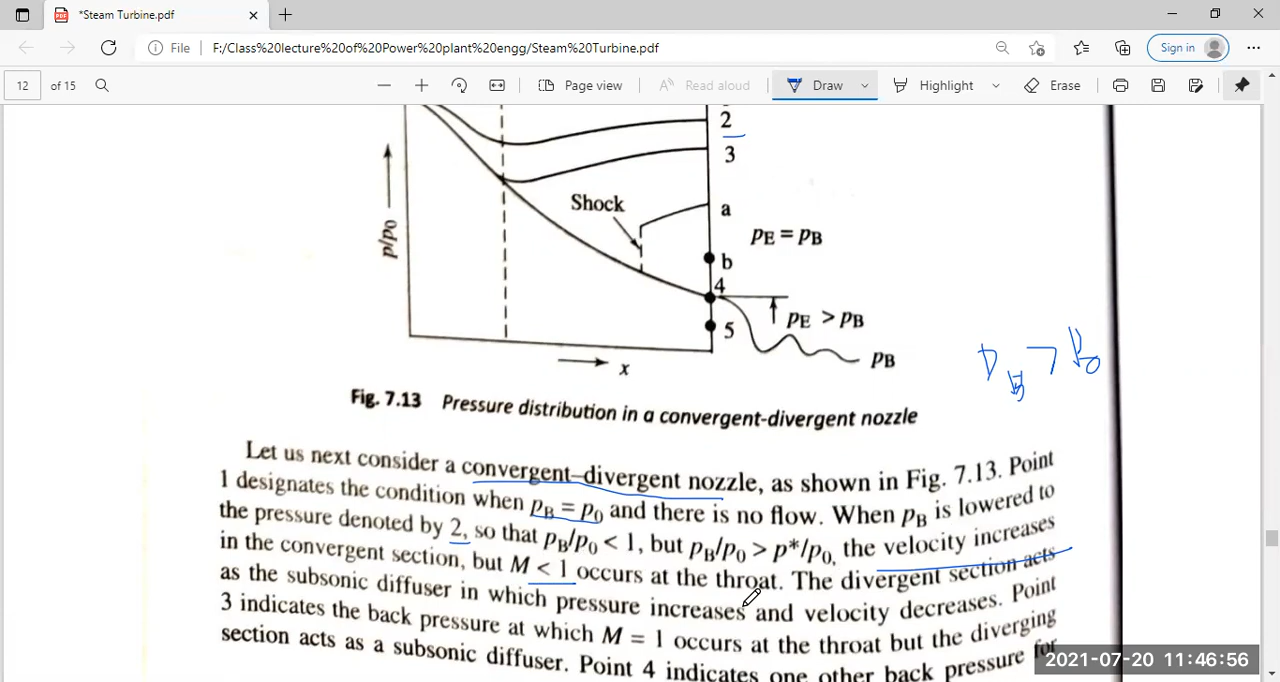 *Steam Turbine.pdf
File
F:/Class%20lecture%20of%20Power%20plant%20engg/Steam%20Turbine.pdf
Sign in
12 of 15
Page view
Read aloud
Draw
Highlight
Erase
2
3
Shock
a
p/p0
pE = pB
b
4
pE > pB
5
pB
x
> P0
Fig. 7.13 Pressure distribution in a convergent-divergent nozzle
Let us next consider a convergent–divergent nozzle, as shown in Fig. 7.13. Point
1 designates the condition when pB = p0 and there is no flow. When pB is lowered to
the pressure denoted by 2, so that pB/p0 < 1, but pB/p0 > p*/p0, the velocity increases
in the convergent section, but M < 1 occurs at the throat. The divergent section acts
as the subsonic diffuser in which pressure increases and velocity decreases. Point
3 indicates the back pressure at which M = 1 occurs at the throat but the diverging
section acts as a subsonic diffuser. Point 4 indicates one other back pressure for
2021-07-20 11:46:56